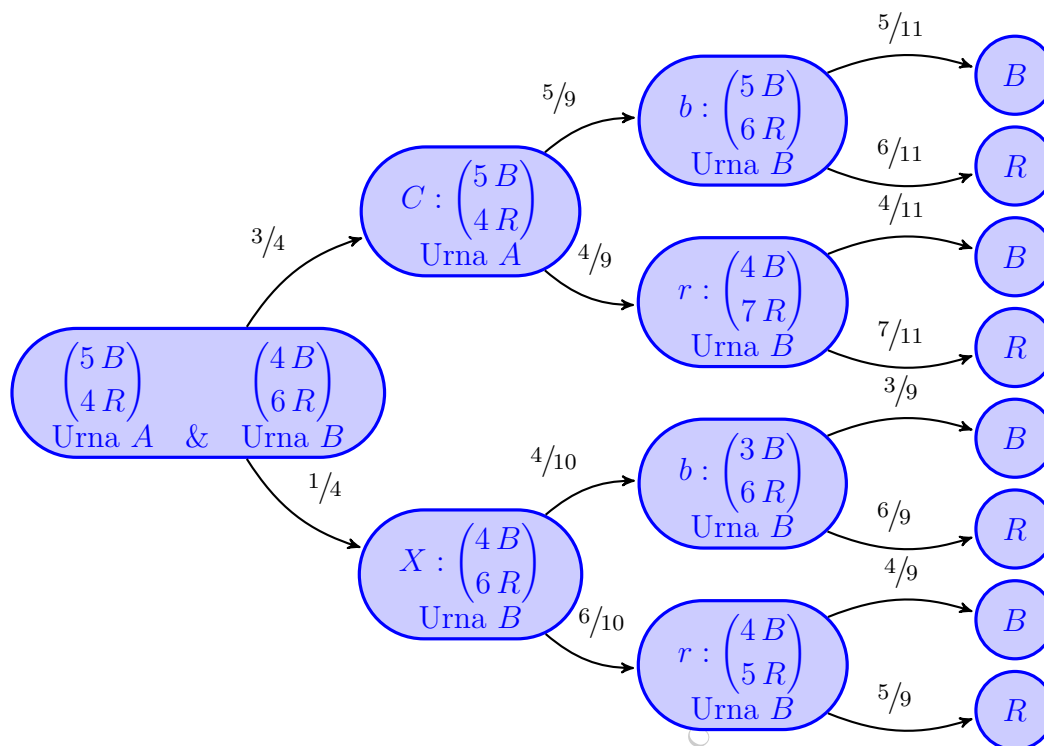 5/11
B
5/9
b : (5 B
6 R)
Urna B
6/11
R
C : (5 B
4 R)
Urna A
4/11
B
3/4
4/9
r : (4 B
7 R)
Urna B
7/11
R
(5 B
4 R)
Urna A & (4 B
6 R)
Urna B
3/9
B
1/4
4/10
b : (3 B
6 R)
Urna B
6/9
R
X : (4 B
6 R)
Urna B
4/9
B
6/10
r : (4 B
5 R)
Urna B
5/9
R